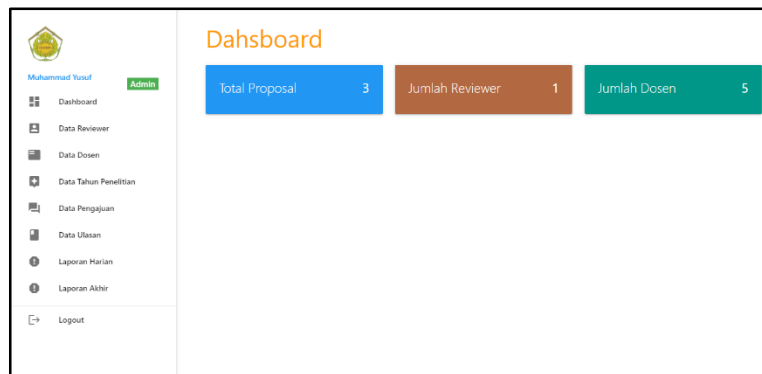 Muhammad Yusuf
Admin
Dashboard
Data Reviewer
Data Dosen
Data Tahun Penelitian
Data Pengajuan
Data Ulasan
Laporan Harian
Laporan Akhir
Logout
Dahsboard
Total Proposal 3
Jumlah Reviewer 1
Jumlah Dosen 5